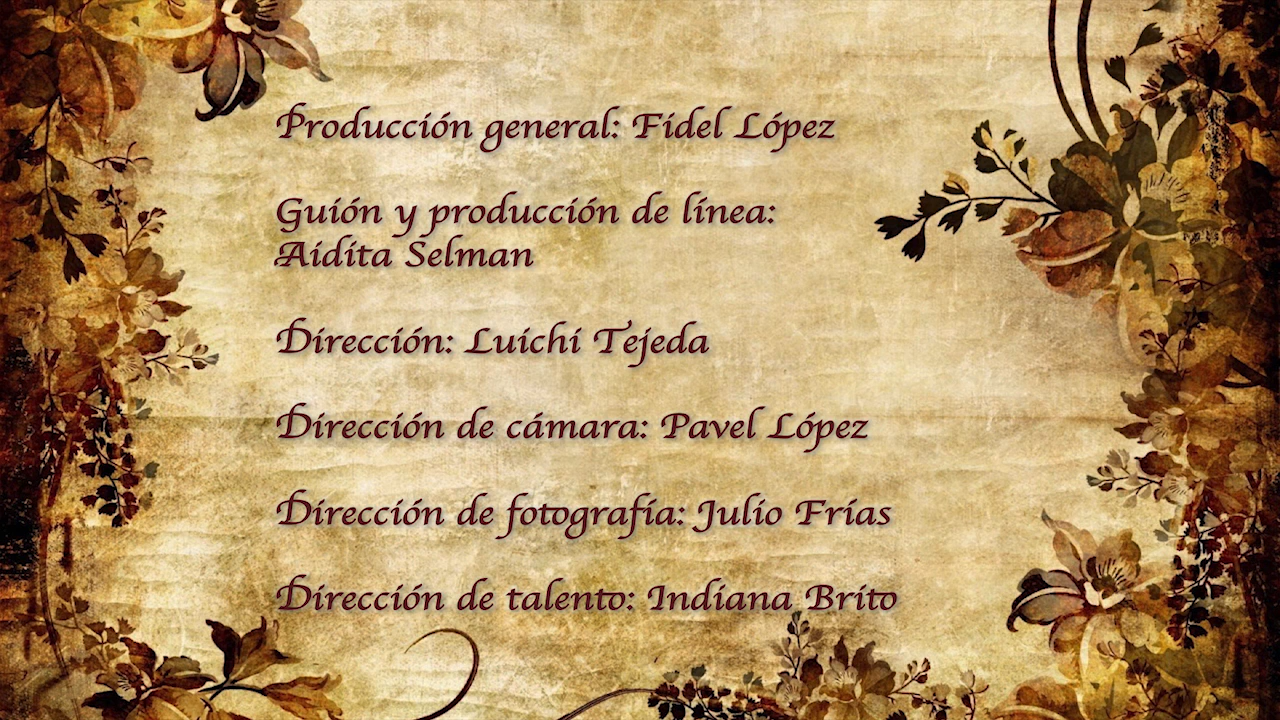 Producción general: Fidel López
Guión y producción de línea:
Aidita Selman
Dirección: Luichi Tejeda
Dirección de cámara: Pavel López
Dirección de fotografía: Julio Frías
Dirección de talento: Indiana Brito